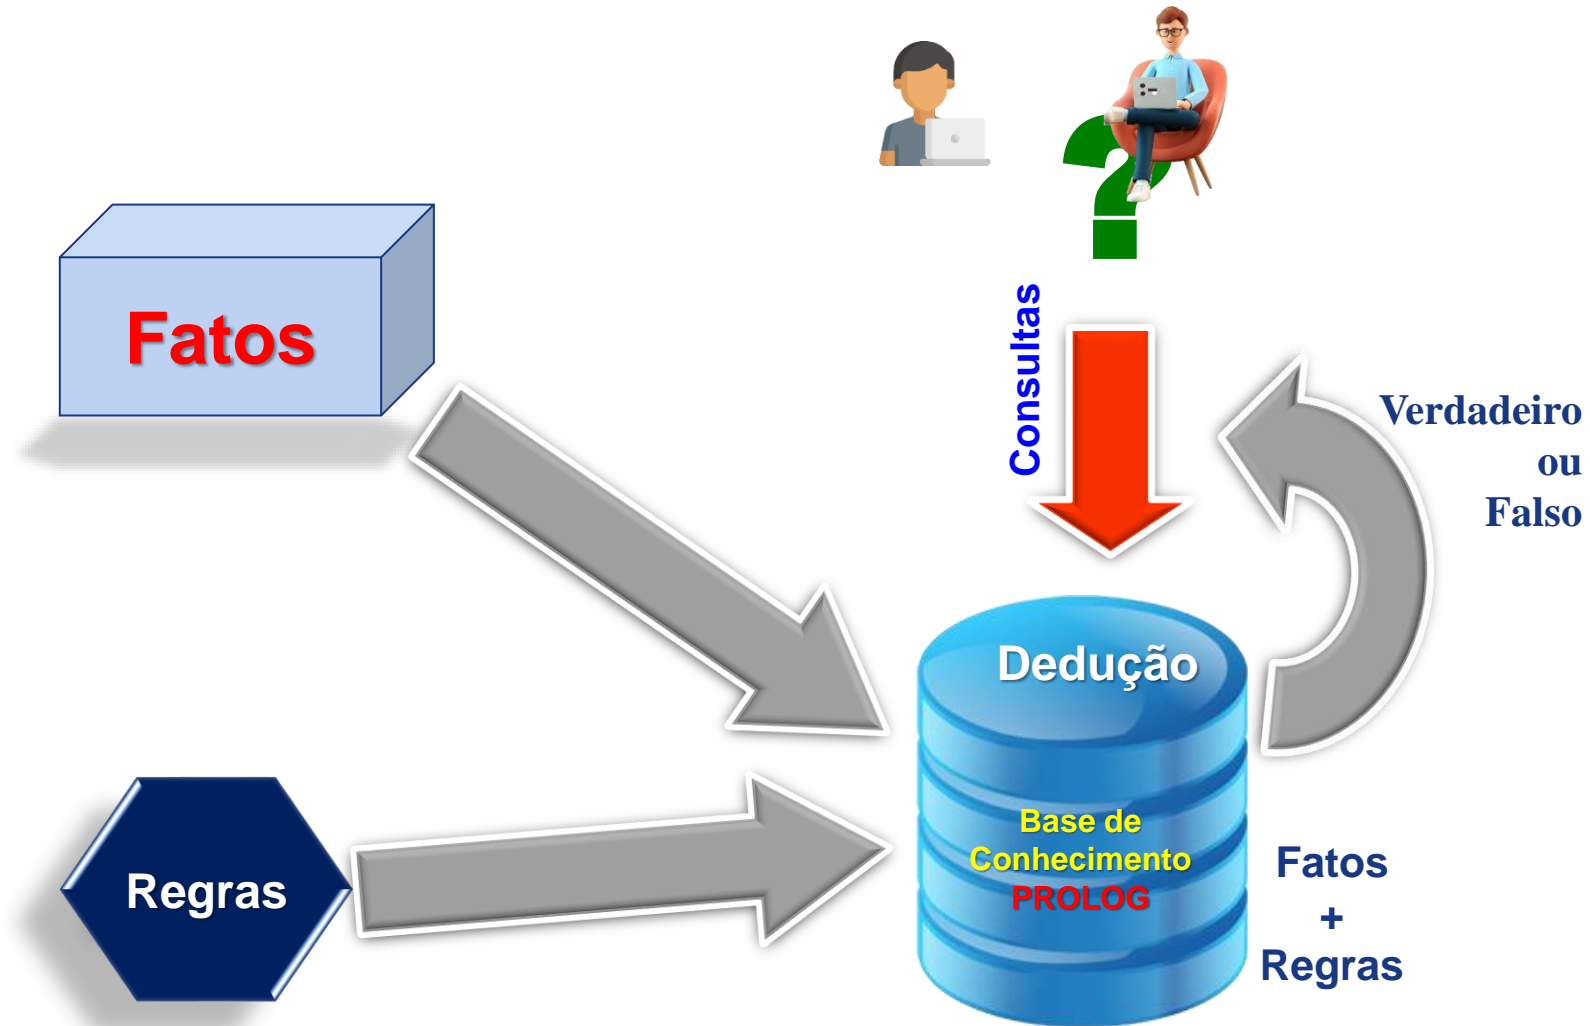 Fatos
Consultas
Verdadeiro
ou
Falso
Dedução
Base de
Conhecimento
PROLOG
Regras
Fatos
+
Regras